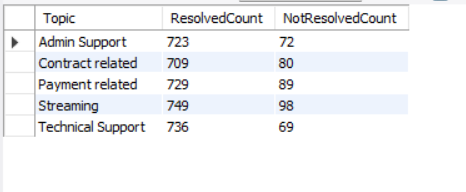 Topic ResolvedCount NotResolvedCount
Admin Support 723 72
Contract related 709 80
Payment related 729 89
Streaming 749 98
Technical Support 736 69